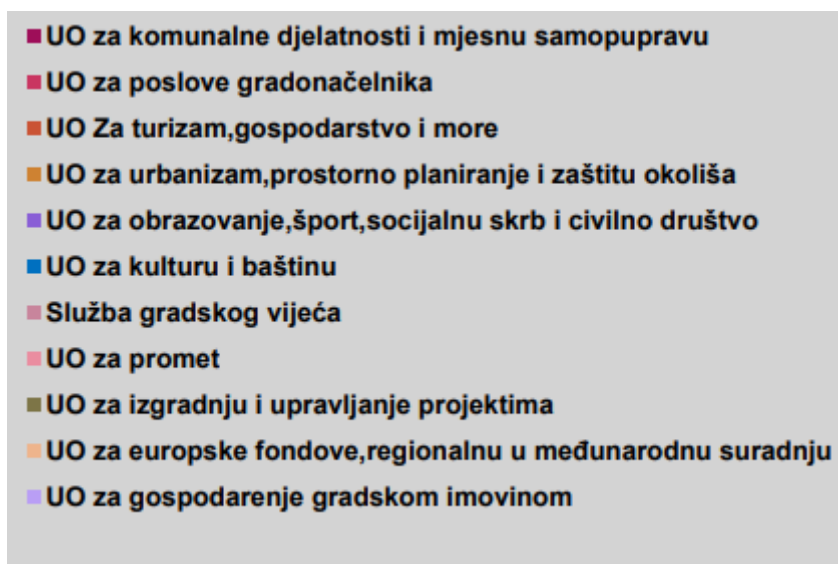 UO za komunalne djelatnosti i mjesnu samopupravu
UO za poslove gradonačelnika
UO Za turizam,gospodarstvo i more
UO za urbanizam,prostorno planiranje i zaštitu okoliša
UO za obrazovanje,šport,socijalnu skrb i civilno društvo
UO za kulturu i baštinu
Služba gradskog vijeća
UO za promet
UO za izgradnju i upravljanje projektima
UO za europske fondove,regionalnu u međunarodnu suradnju
UO za gospodarenje gradskom imovinom